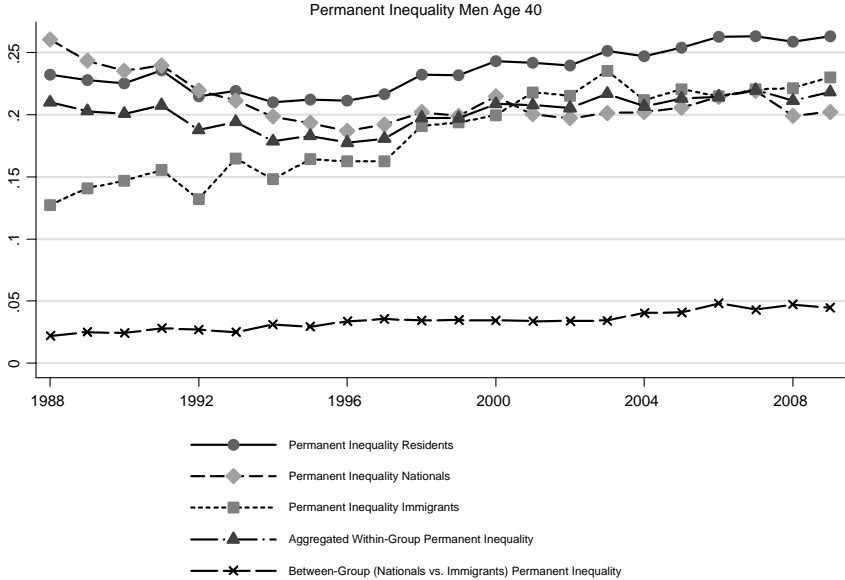 Permanent Inequality Men Age 40
.25
.2
.15
.1
.05
0
1988 1992 1996 2000 2004 2008
Permanent Inequality Residents
Permanent Inequality Nationals
Permanent Inequality Immigrants
Aggregated Within-Group Permanent Inequality
Between-Group (Nationals vs. Immigrants) Permanent Inequality